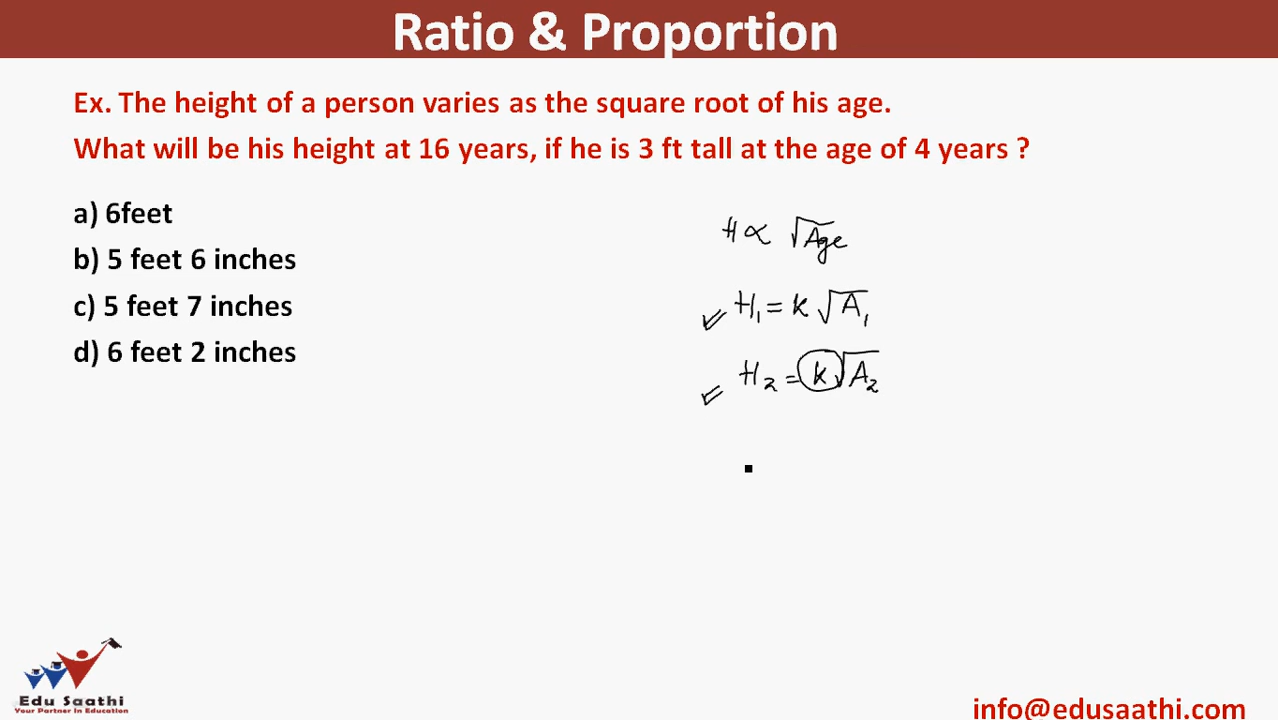 Ratio & Proportion
Ex. The height of a person varies as the square root of his age.
What will be his height at 16 years, if he is 3 ft tall at the age of 4 years ?
a) 6feet
b) 5 feet 6 inches
c) 5 feet 7 inches
d) 6 feet 2 inches
H ∝ √Age
H₁ = k √A₁
H₂ = k √A₂
Edu Saathi
Your Partner In Education
info@edusaathi.com